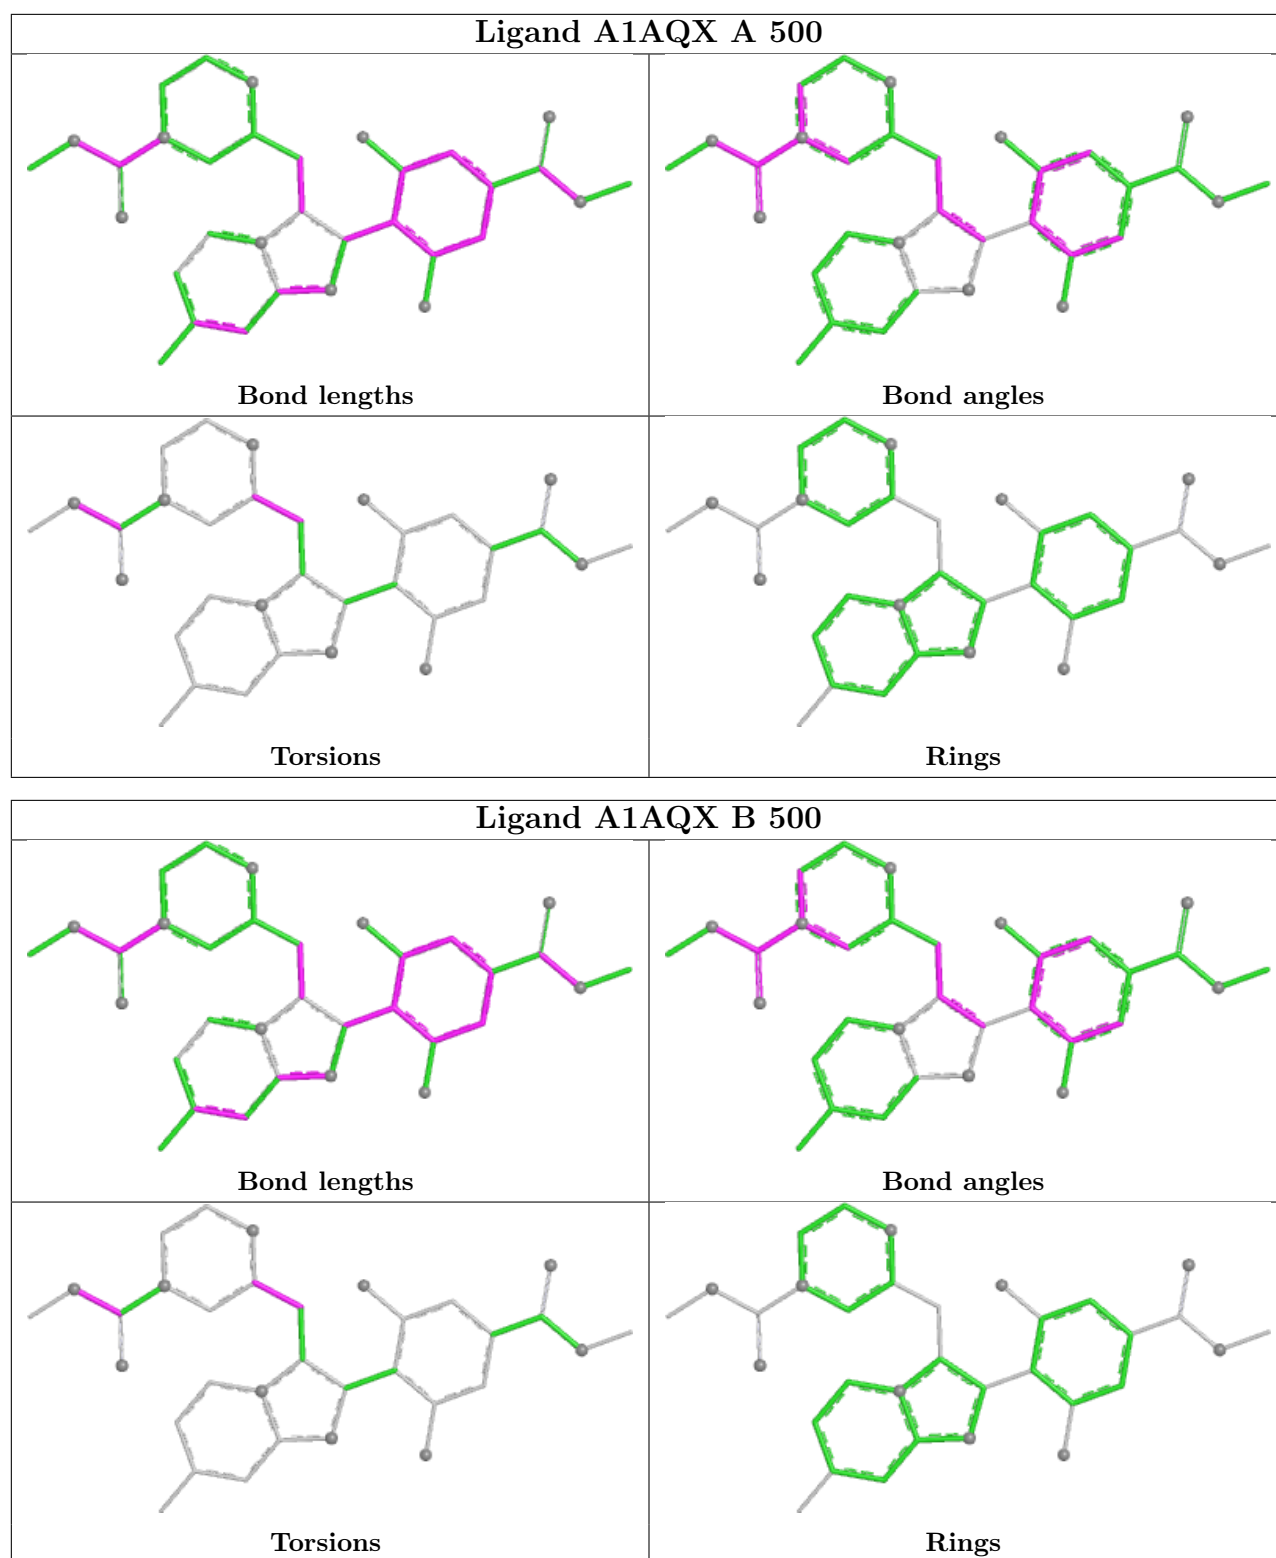 Ligand A1AQX A 500
Bond lengths
Bond angles
Torsions
Rings
Ligand A1AQX B 500
Bond lengths
Bond angles
Torsions
Rings